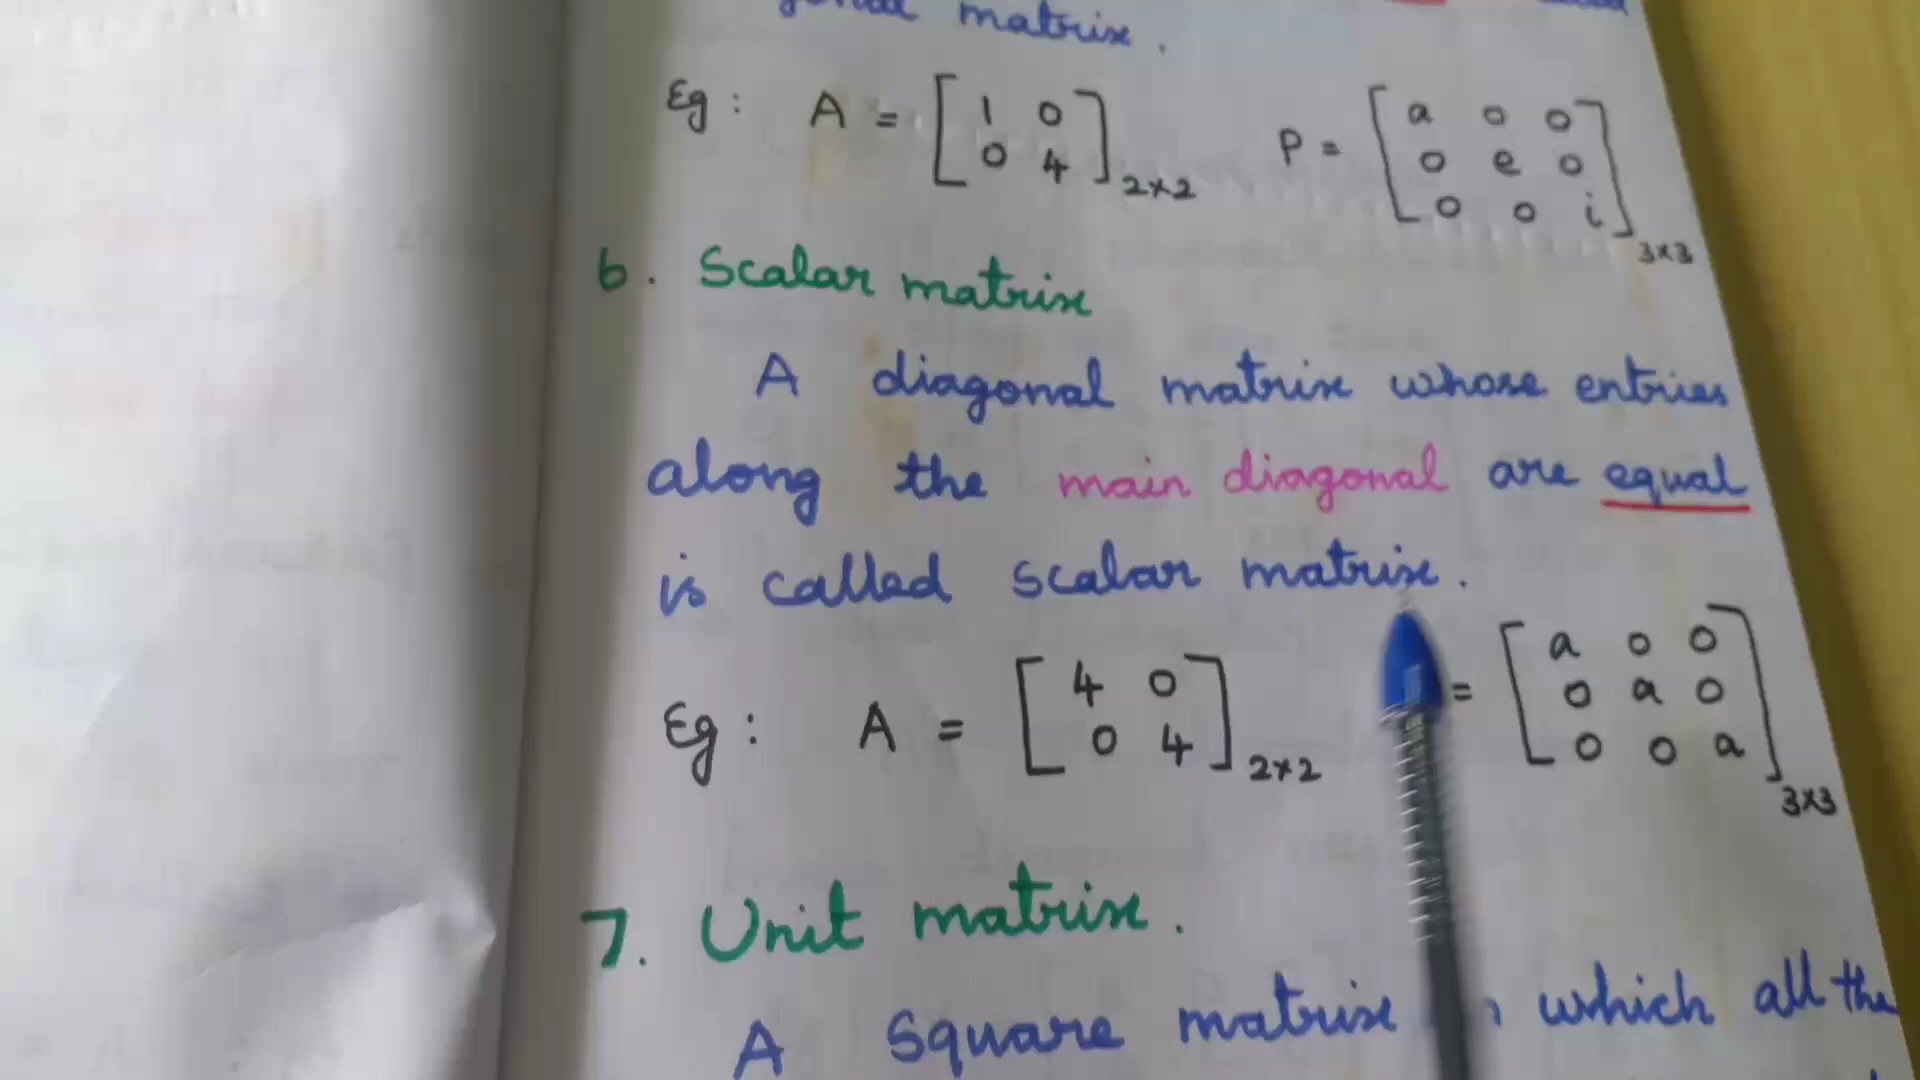 matrix.
Eg : A = [ 1 0 P = [ a 0 0
0 4 ]2×2 0 e 0
0 0 i ]3×3
6. Scalar matrix
A diagonal matrix whose entries
along the main diagonal are equal
is called scalar matrix.
Eg : A = [ 4 0 = [ a 0 0
0 4 ]2×2 0 a 0
0 0 a ]3×3
7. Unit matrix.
A square matrix which all the